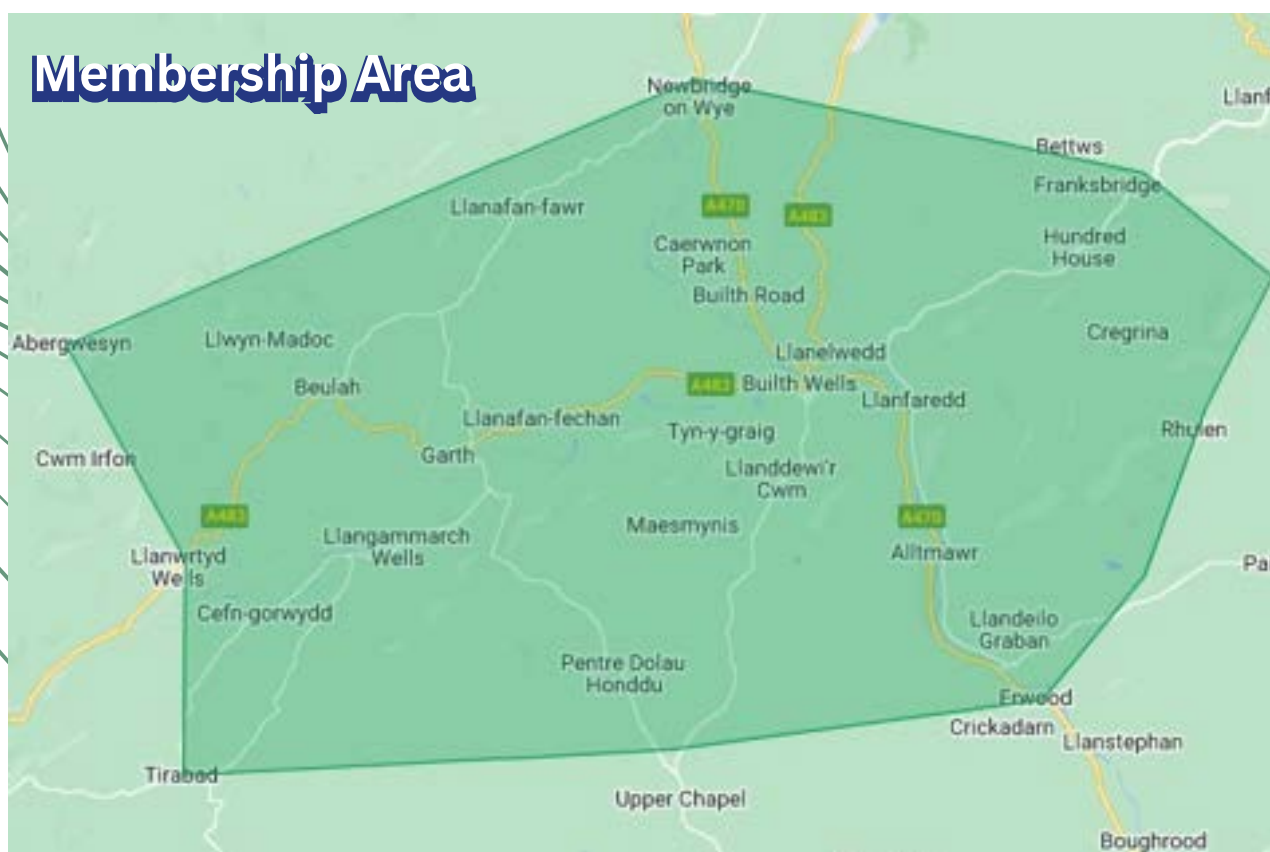 Membership Area
Newbridge
on Wye
Llanf
Bettws
Franksbridge
Llanafan-fawr
A470
A483
Caerwnon
Park
Hundred
House
Builth Road
Abergwesyn
Llwyn-Madoc
Cregrina
Llanelwedd
Beulah
A483
Builth Wells
Llanfaredd
Llanafan-fechan
Tyn-y-graig
Rhulen
Cwm Irfon
Garth
Llanddewi'r
Cwm
A483
A470
Llangammarch
Wells
Maesmynis
Llanwrtyd
Wells
Alltmawr
Pa
Cefn-gorwydd
Llandeilo
Graban
Pentre Dolau
Honddu
Erwood
Crickadarn
Llanstephan
Tirabad
Upper Chapel
Boughrood